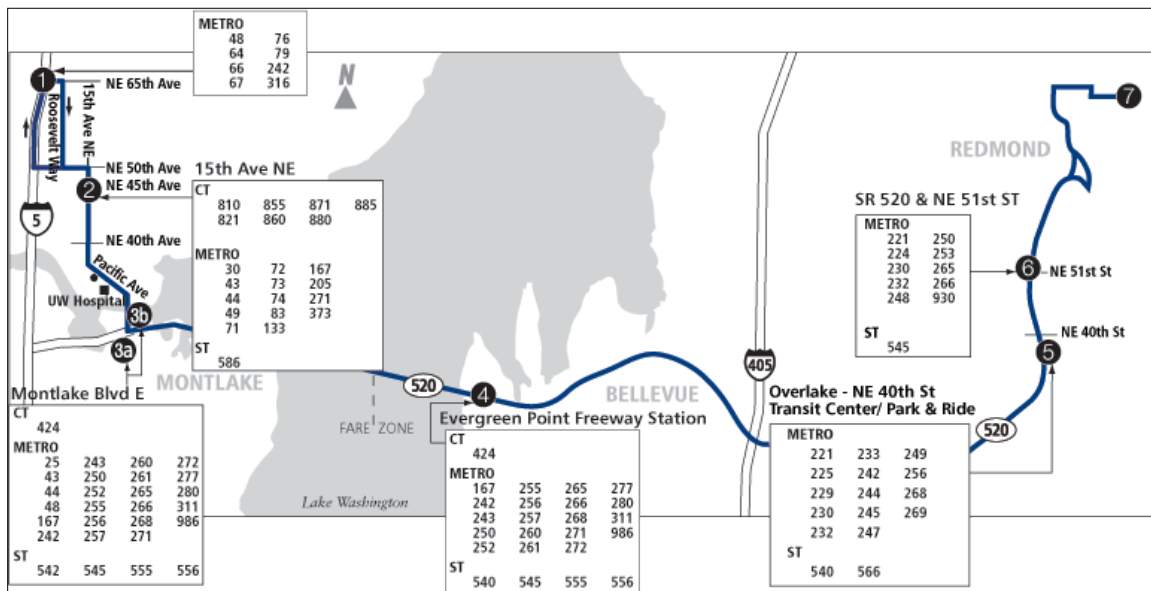 METRO
48 76
64 79
66 242
67 316
1
NE 65th Ave
15th Ave NE
Roosevelt Way
N
7
REDMOND
NE 50th Ave
2
NE 45th Ave
5
NE 40th Ave
Pacific Ave
UW Hospital
3b
3a
MONTLAKE
15th Ave NE
CT
810 855 871 885
821 860 880
METRO
30 72 167
43 73 205
44 74 271
49 83 373
71 133
ST
586
SR 520 & NE 51st ST
METRO
221 250
224 253
230 265
232 266
248 930
ST
545
6
NE 51st St
NE 40th St
5
405
520
4
BELLEVUE
520
FARE ZONE
Lake Washington
Montlake Blvd E
CT
424
METRO
25 243 260 272
43 250 261 277
44 252 265 280
48 255 266 311
167 256 268 986
242 257 271
ST
542 545 555 556
Evergreen Point Freeway Station
CT
424
METRO
167 255 265 277
242 256 266 280
243 257 268 311
250 260 271 986
252 261 272
ST
540 545 555 556
Overlake - NE 40th St
Transit Center/ Park & Ride
METRO
221 233 249
225 242 256
229 244 268
230 245 269
232 247
ST
540 566